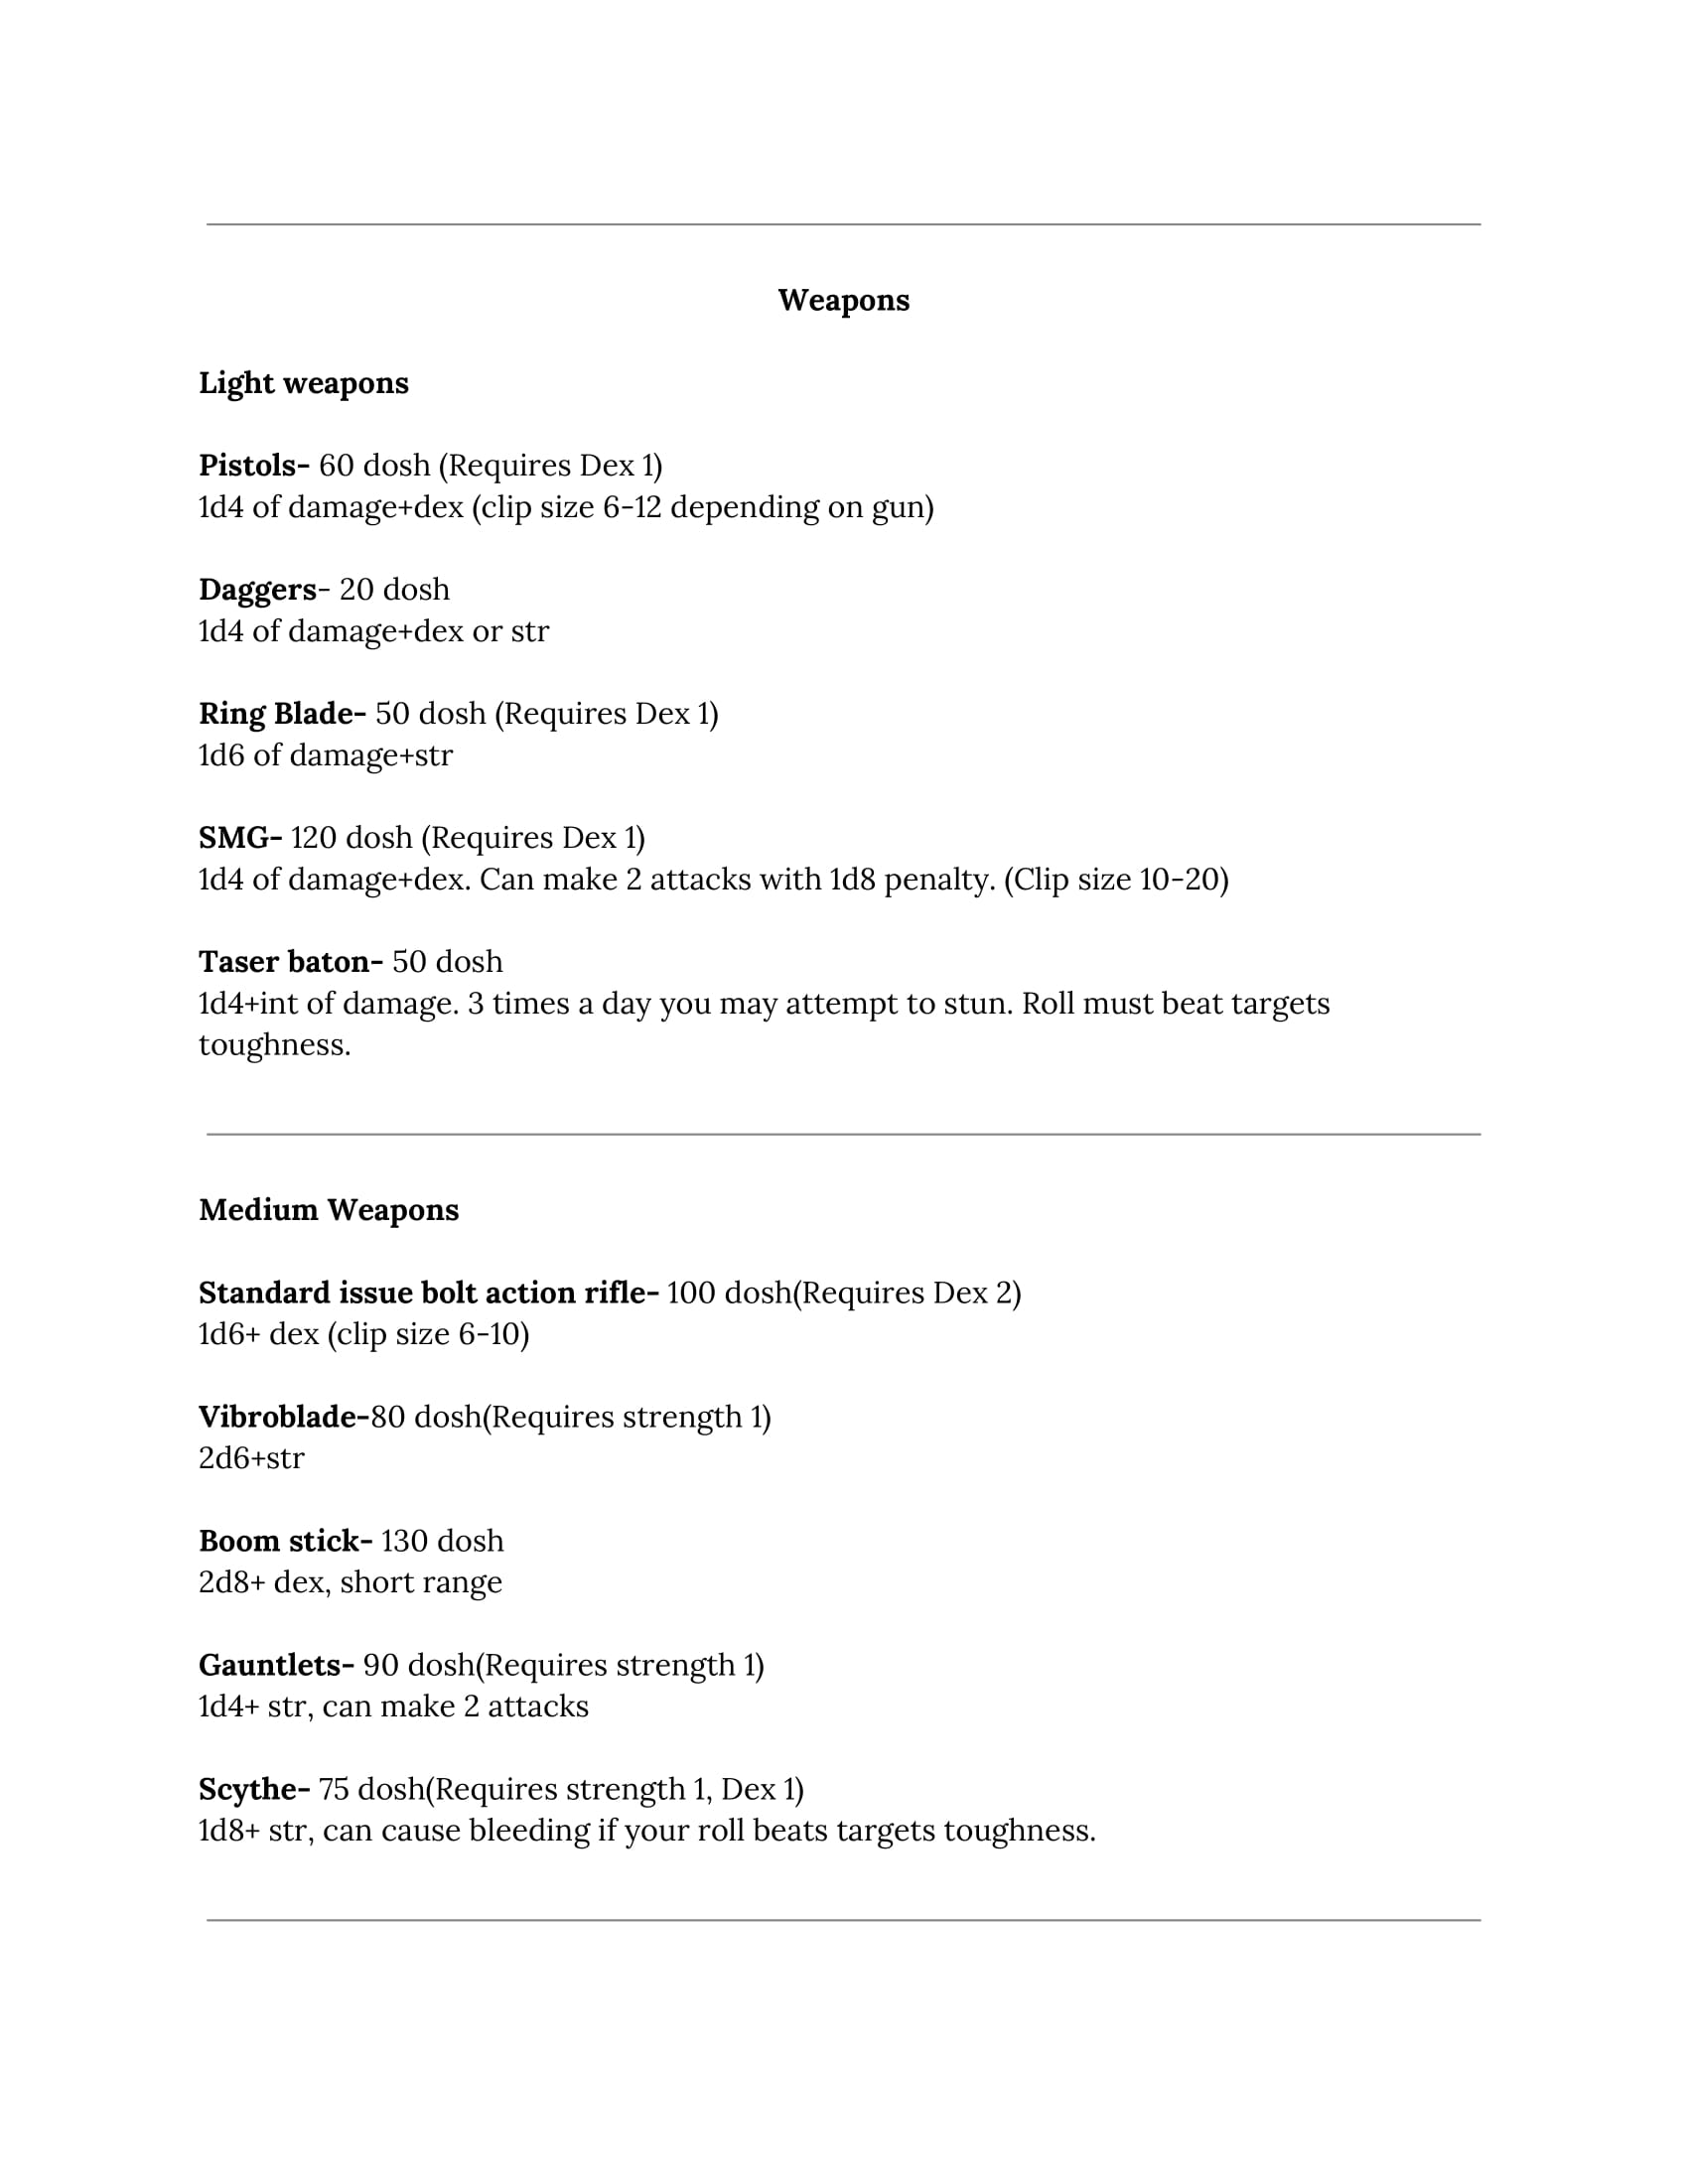 Weapons
Light weapons
Pistols- 60 dosh (Requires Dex 1)
1d4 of damage+dex (clip size 6-12 depending on gun)
Daggers- 20 dosh
1d4 of damage+dex or str
Ring Blade- 50 dosh (Requires Dex 1)
1d6 of damage+str
SMG- 120 dosh (Requires Dex 1)
1d4 of damage+dex. Can make 2 attacks with 1d8 penalty. (Clip size 10-20)
Taser baton- 50 dosh
1d4+int of damage. 3 times a day you may attempt to stun. Roll must beat targets
toughness.
Medium Weapons
Standard issue bolt action rifle- 100 dosh(Requires Dex 2)
1d6+ dex (clip size 6-10)
Vibroblade-80 dosh(Requires strength 1)
2d6+str
Boom stick- 130 dosh
2d8+ dex, short range
Gauntlets- 90 dosh(Requires strength 1)
1d4+ str, can make 2 attacks
Scythe- 75 dosh(Requires strength 1, Dex 1)
1d8+ str, can cause bleeding if your roll beats targets toughness.